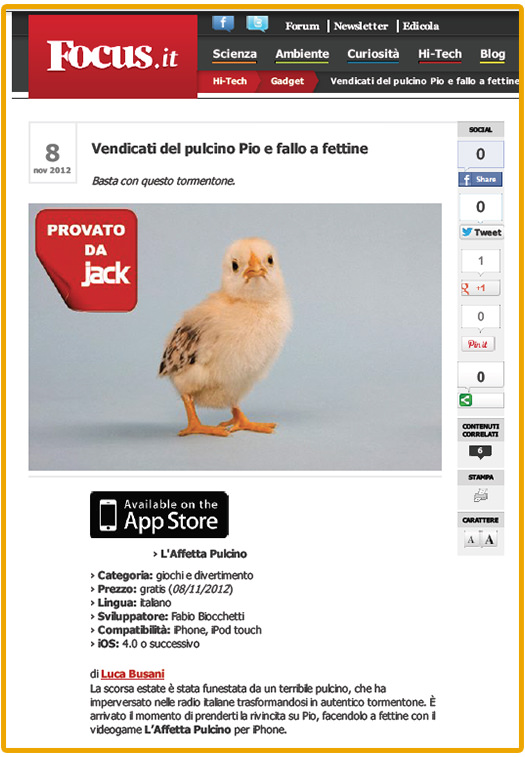 Forum | Newsletter | Edicola
FOCUS.it
Scienza Ambiente Curiosità Hi-Tech Blog
Hi-Tech Gadget Vendicati del pulcino Pio e fallo a fettine
8
nov 2012
Vendicati del pulcino Pio e fallo a fettine
Basta con questo tormentone.
PROVATO
DA
jack
SOCIAL
0
Share
0
Tweet
1
+1
0
Pin it
0
CONTENUTI
CORRELATI
6
STAMPA
CARATTERE
A A
Available on the
App Store
› L'Affetta Pulcino
› Categoria: giochi e divertimento
› Prezzo: gratis (08/11/2012)
› Lingua: italiano
› Sviluppatore: Fabio Biocchetti
› Compatibilità: iPhone, iPod touch
› iOS: 4.0 o successivo
di Luca Busani
La scorsa estate è stata funestata da un terribile pulcino, che ha
imperversato nelle radio italiane trasformandosi in autentico tormentone. È
arrivato il momento di prenderti la rivincita su Pio, facendolo a fettine con il
videogame L'Affetta Pulcino per iPhone.